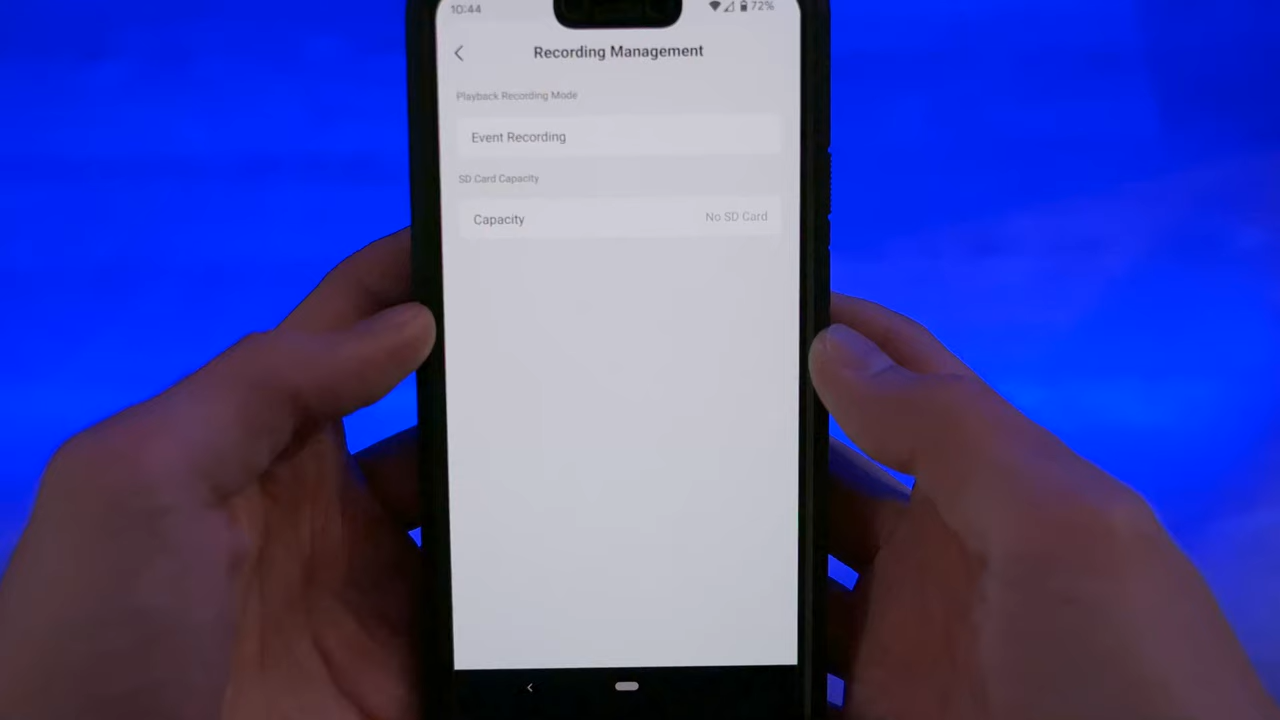 10:44 72%
Recording Management
Playback Recording Mode
Event Recording
SD Card Capacity
Capacity No SD Card